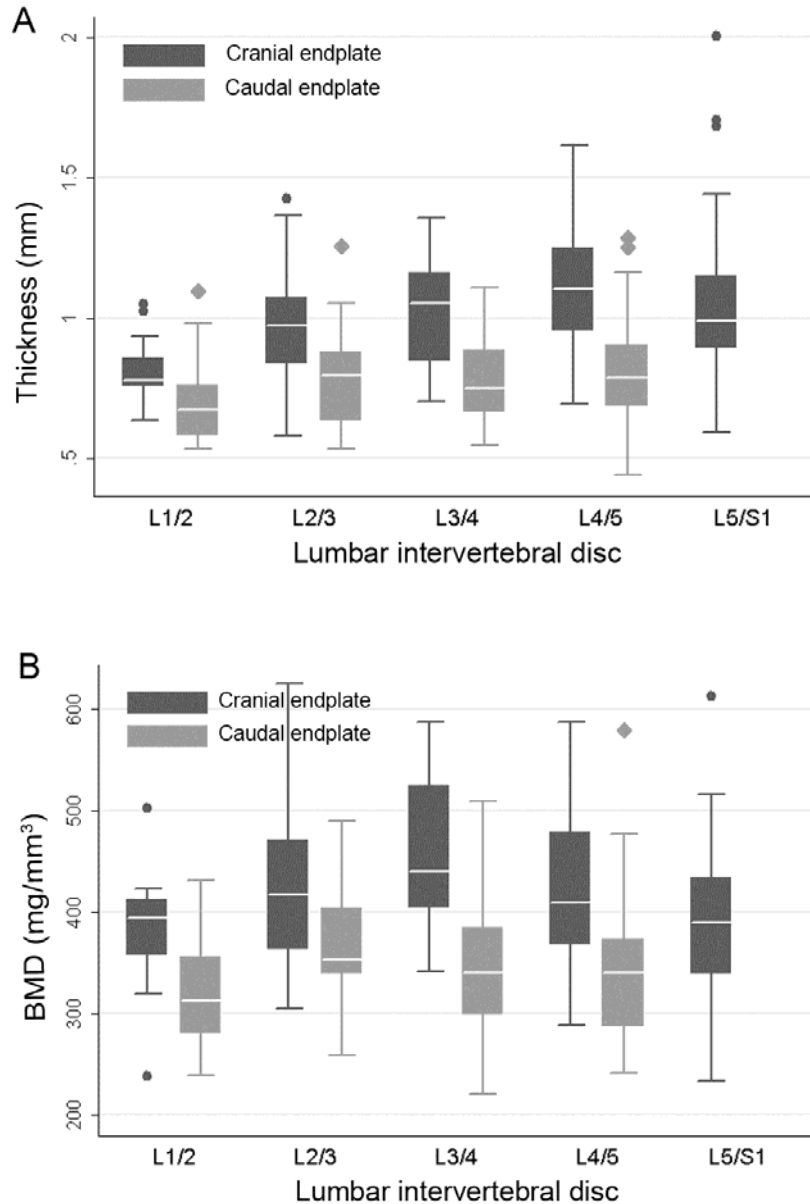 A
Cranial endplate
Caudal endplate
2
1.5
1
.5
Thickness (mm)
L1/2 L2/3 L3/4 L4/5 L5/S1
Lumbar intervertebral disc
B
Cranial endplate
Caudal endplate
600
500
400
300
200
BMD (mg/mm³)
L1/2 L2/3 L3/4 L4/5 L5/S1
Lumbar intervertebral disc